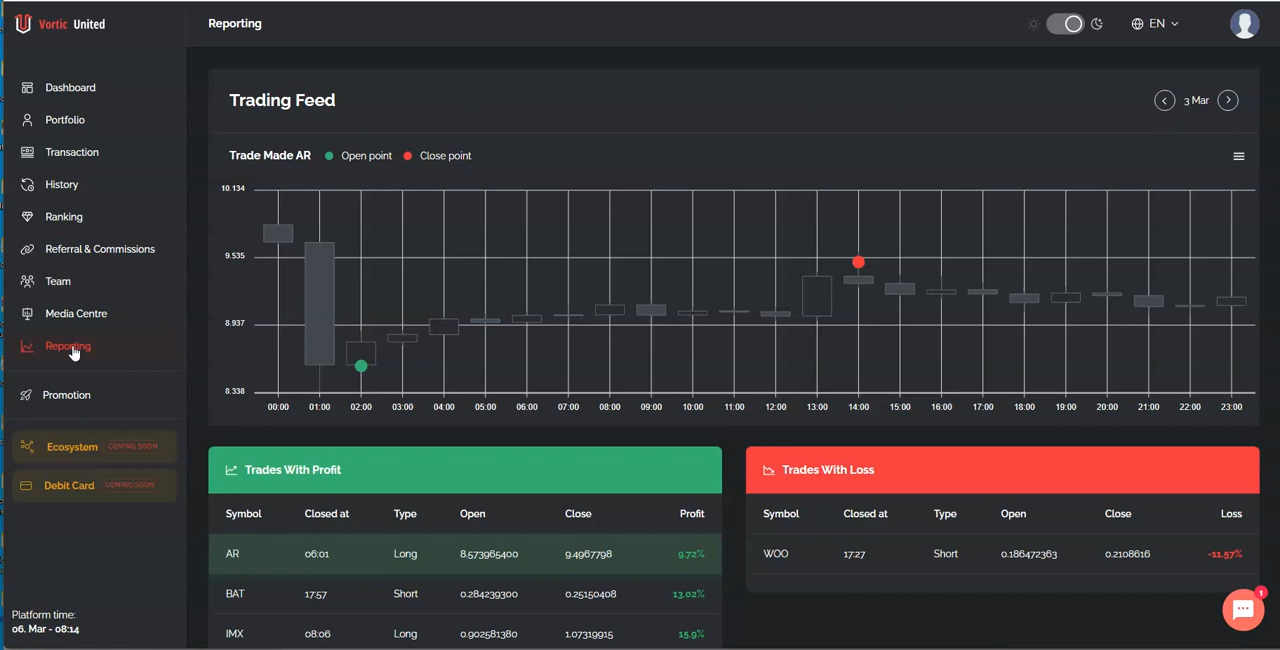 Vortic United
Reporting
EN
Dashboard
Portfolio
Transaction
History
Ranking
Referral & Commissions
Team
Media Centre
Reporting
Promotion
Ecosystem COMING SOON
Debit Card COMING SOON
Platform time:
06. Mar - 08:14
Trading Feed
3 Mar
Trade Made AR Open point Close point
10.134
9.535
8.937
8.338
00:00 01:00 02:00 03:00 04:00 05:00 06:00 07:00 08:00 09:00 10:00 11:00 12:00 13:00 14:00 15:00 16:00 17:00 18:00 19:00 20:00 21:00 22:00 23:00
Trades With Profit
Symbol Closed at Type Open Close Profit
AR 06:01 Long 8.573965400 9.4967798 9.72%
BAT 17:57 Short 0.284239300 0.25150408 13.02%
IMX 08:06 Long 0.902581380 1.07319915 15.9%
Trades With Loss
Symbol Closed at Type Open Close Loss
WOO 17:27 Short 0.186472363 0.2108616 -11.57%
1